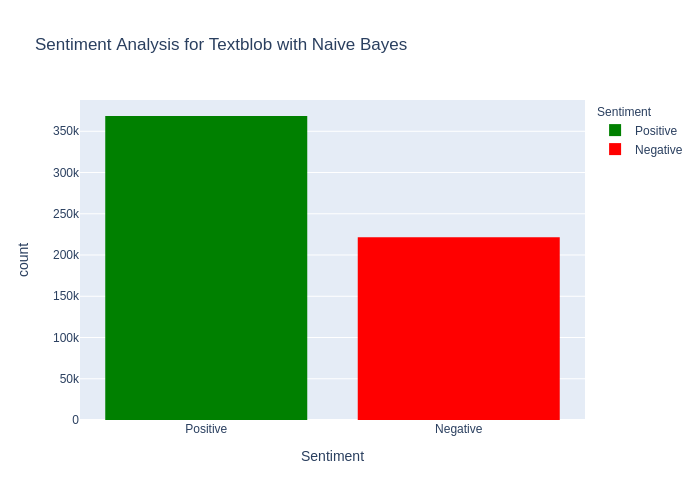 Sentiment Analysis for Textblob with Naive Bayes
Sentiment
Positive
Negative
350k
300k
250k
200k
150k
100k
50k
0
count
Positive
Negative
Sentiment